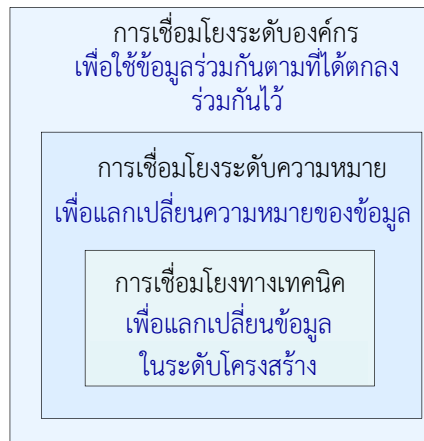 การเชื่อมโยงระดับองค์กร
เพื่อใช้ข้อมูลร่วมกันตามที่ได้ตกลง
ร่วมกันไว้
การเชื่อมโยงระดับความหมาย
เพื่อแลกเปลี่ยนความหมายของข้อมูล
การเชื่อมโยงทางเทคนิค
เพื่อแลกเปลี่ยนข้อมูล
ในระดับโครงสร้าง